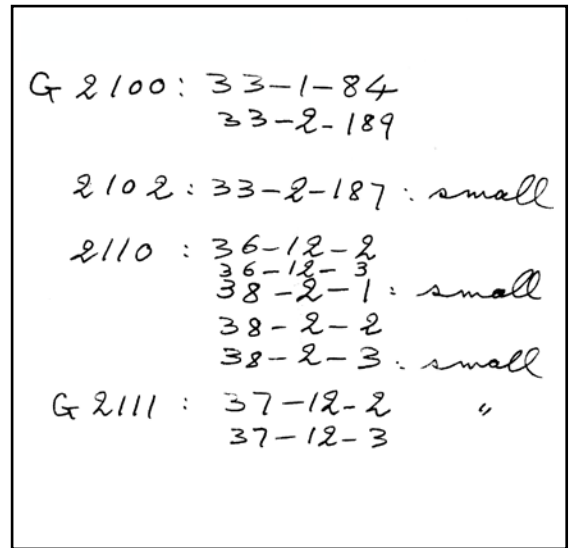 G 2100: 33-1-84
33-2-189
2102: 33-2-187: small
2110: 36-12-2
36-12-3
38-2-1: small
38-2-2
38-2-3: small
G 2111: 37-12-2 "
37-12-3